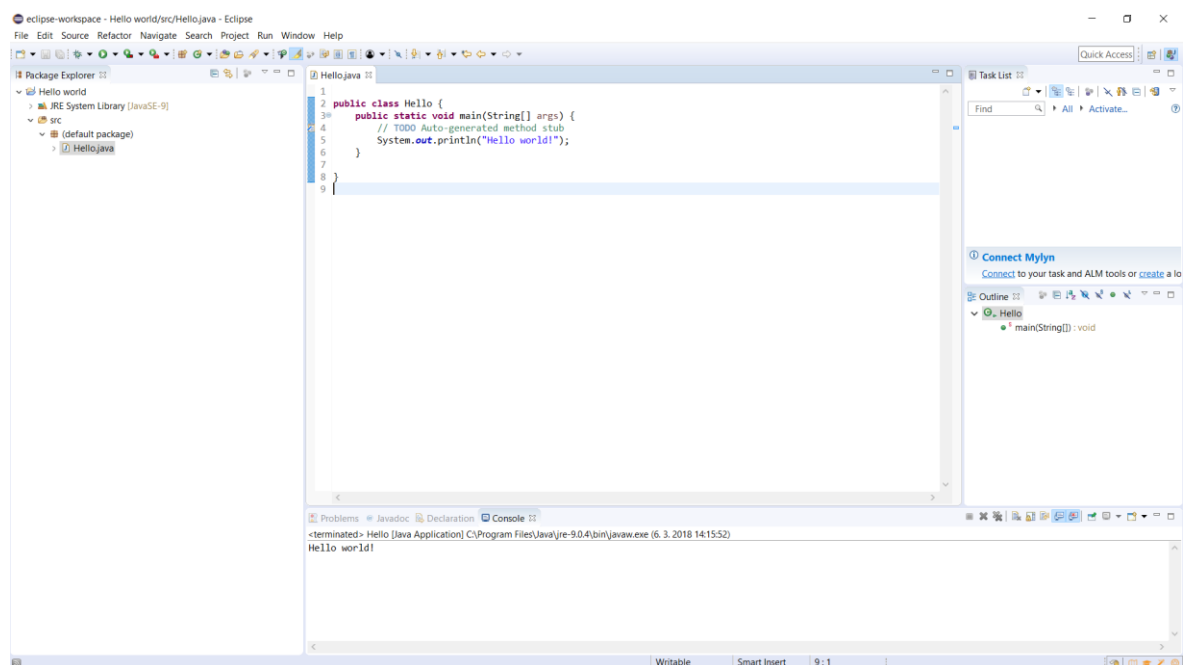 eclipse-workspace - Hello world/src/Hello.java - Eclipse
File Edit Source Refactor Navigate Search Project Run Window Help
Quick Access
Package Explorer
Hello world
JRE System Library [JavaSE-9]
src
(default package)
Hello.java
Hello.java
1
2 public class Hello {
3 public static void main(String[] args) {
4 // TODO Auto-generated method stub
5 System.out.println("Hello world!");
6 }
7
8 }
9
Task List
Find All Activate...
Connect Mylyn
Connect to your task and ALM tools or create a lo
Outline
Hello
main(String[]) : void
Problems Javadoc Declaration Console
<terminated> Hello [Java Application] C:\Program Files\Java\jre-9.0.4\bin\javaw.exe (6. 3. 2018 14:15:52)
Hello world!
Writable Smart Insert 9 : 1